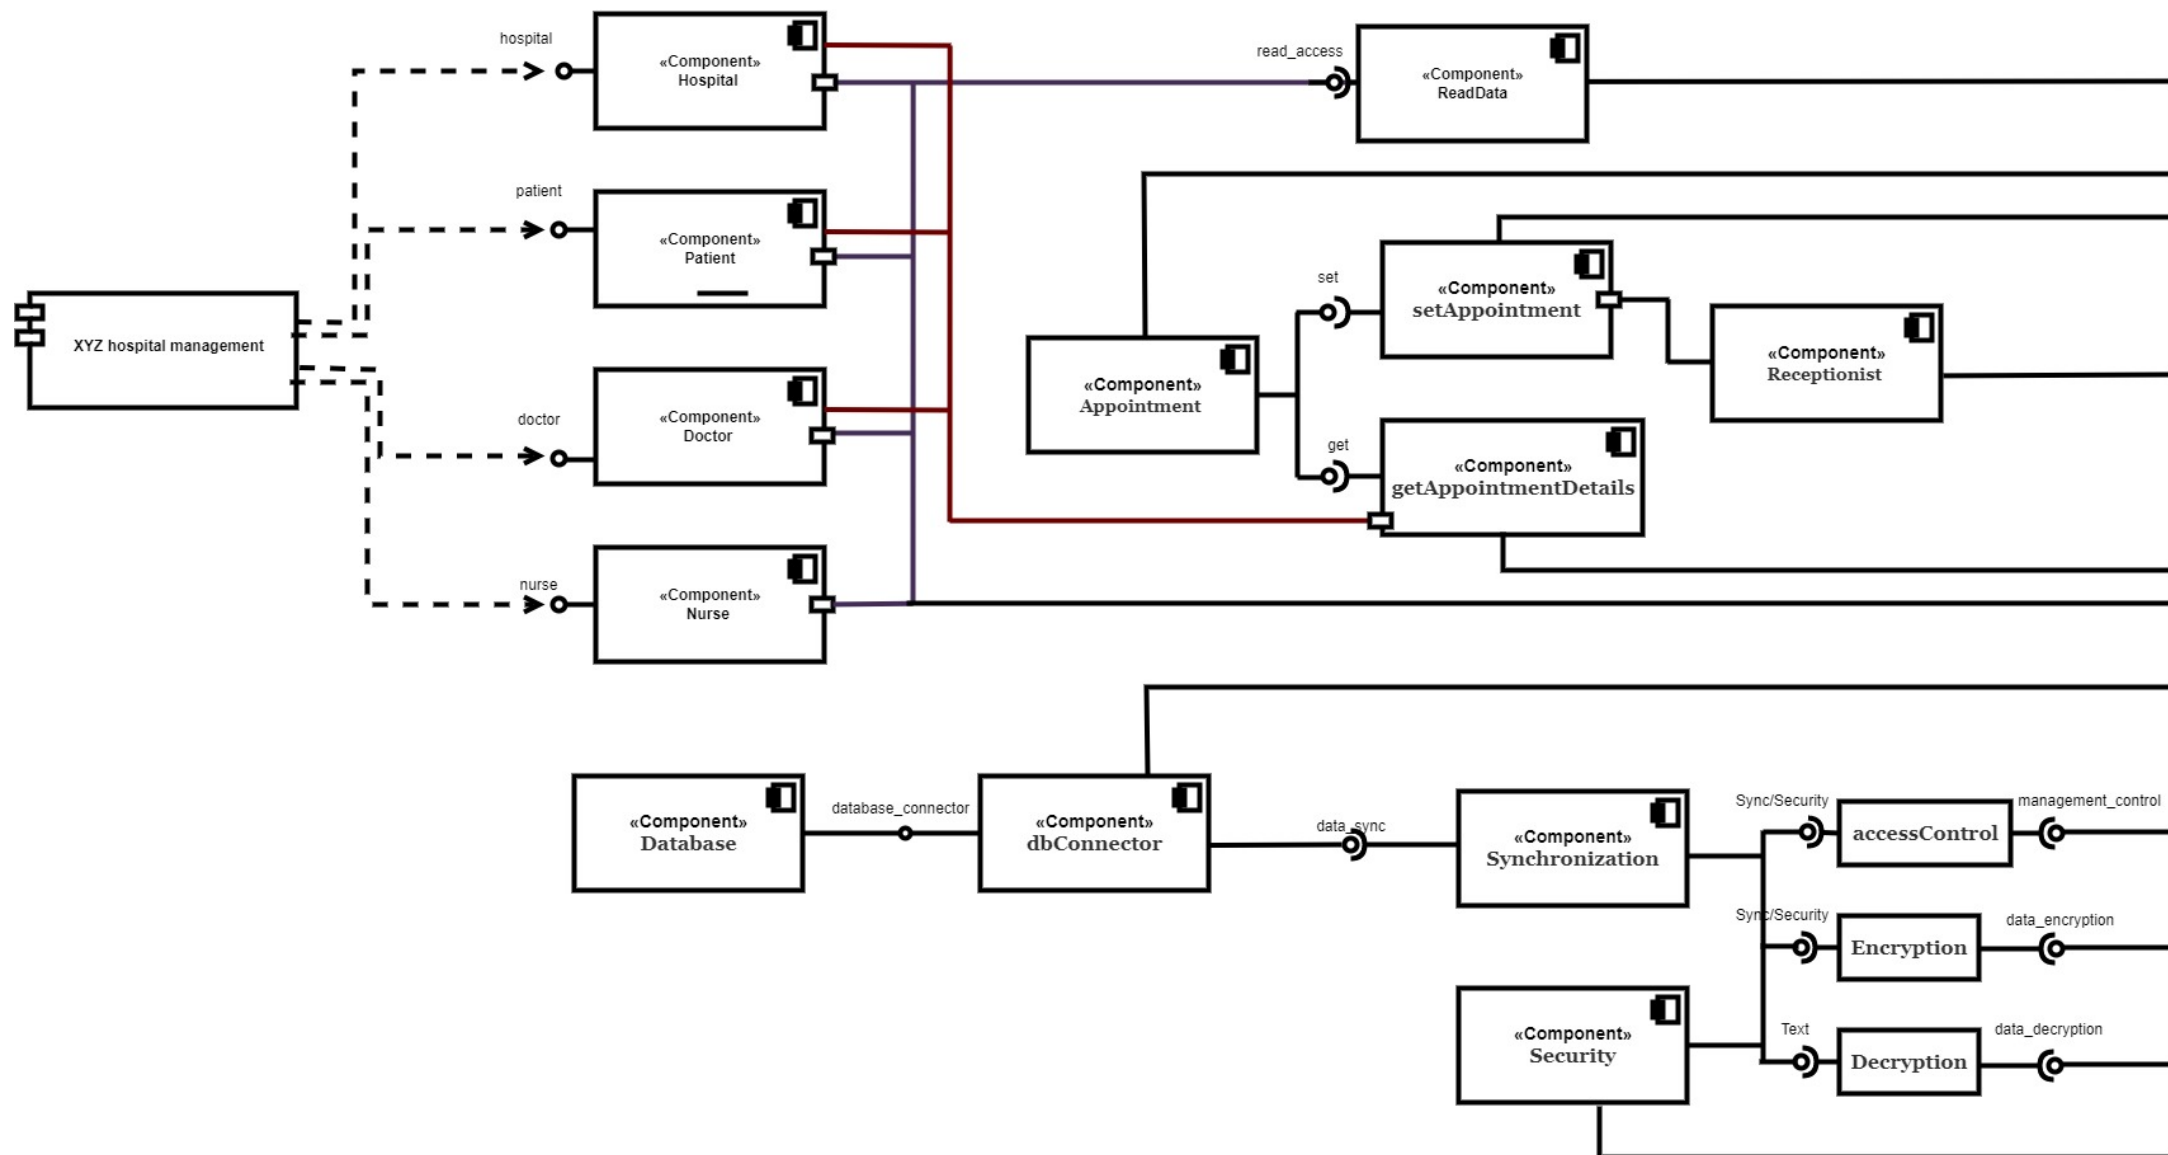 hospital
«Component»
Hospital
read_access
«Component»
ReadData
patient
«Component»
Patient
XYZ hospital management
set
«Component»
setAppointment
«Component»
Receptionist
«Component»
Appointment
doctor
«Component»
Doctor
get
«Component»
getAppointmentDetails
nurse
«Component»
Nurse
«Component»
Database
database_connector
«Component»
dbConnector
data_sync
«Component»
Synchronization
Sync/Security
accessControl
management_control
Sync/Security
Encryption
data_encryption
«Component»
Security
Text
Decryption
data_decryption